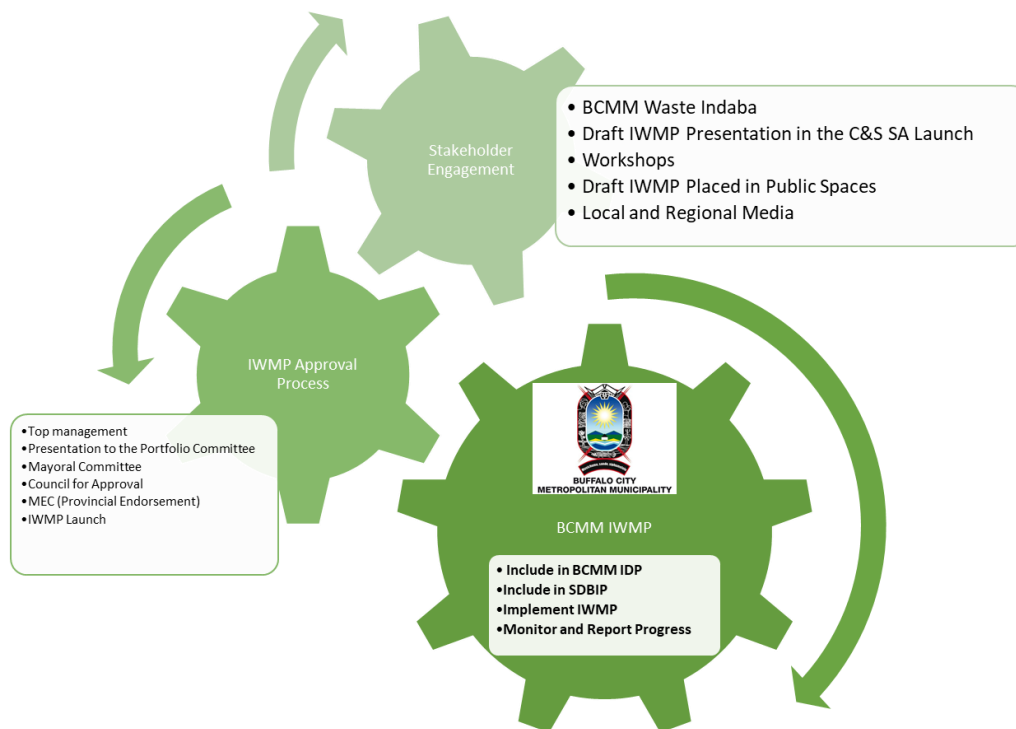 Stakeholder
Engagement
• BCMM Waste Indaba
• Draft IWMP Presentation in the C&S SA Launch
• Workshops
• Draft IWMP Placed in Public Spaces
• Local and Regional Media
IWMP Approval
Process
•Top management
•Presentation to the Portfolio Committee
•Mayoral Committee
•Council for Approval
•MEC (Provincial Endorsement)
•IWMP Launch
BUFFALO CITY
METROPOLITAN MUNICIPALITY
BCMM IWMP
• Include in BCMM IDP
•Include in SDBIP
•Implement IWMP
•Monitor and Report Progress